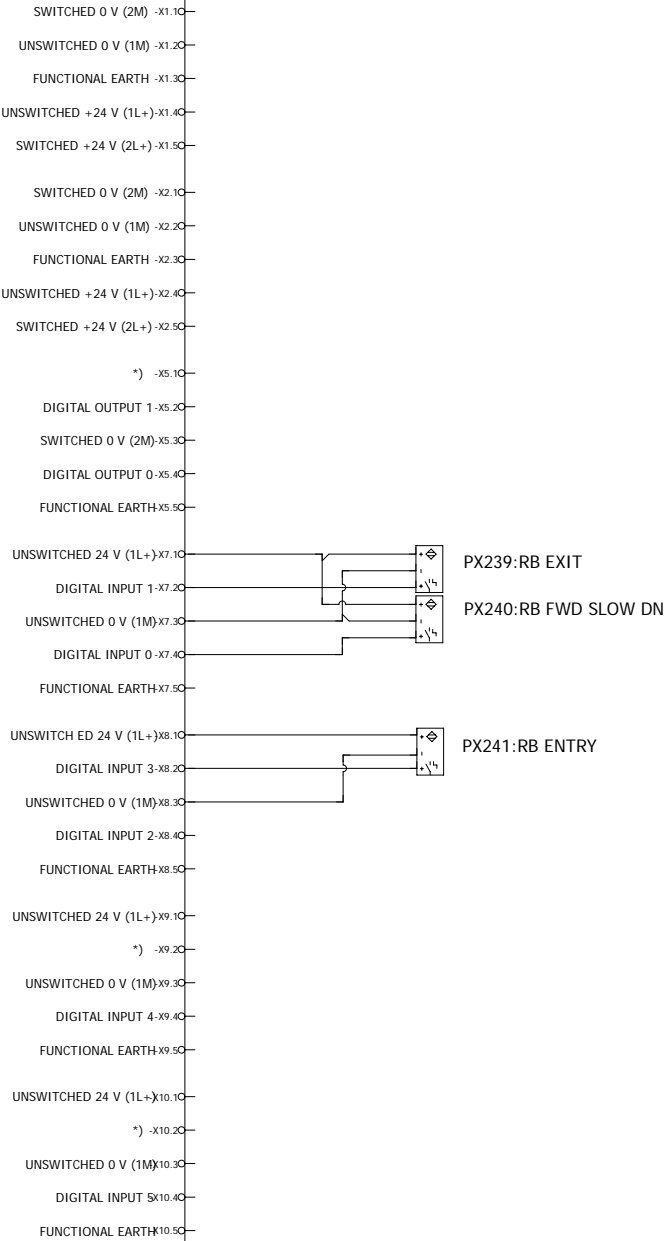 SWITCHED 0 V (2M) -X1.1
UNSWITCHED 0 V (1M) -X1.2
FUNCTIONAL EARTH -X1.3
UNSWITCHED +24 V (1L+)-X1.4
SWITCHED +24 V (2L+) -X1.5
SWITCHED 0 V (2M) -X2.1
UNSWITCHED 0 V (1M) -X2.2
FUNCTIONAL EARTH -X2.3
UNSWITCHED +24 V (1L+)-X2.4
SWITCHED +24 V (2L+) -X2.5
*) -X5.1
DIGITAL OUTPUT 1 -X5.2
SWITCHED 0 V (2M)-X5.3
DIGITAL OUTPUT 0 -X5.4
FUNCTIONAL EARTH-X5.5
UNSWITCHED 24 V (1L+)-X7.1
PX239:RB EXIT
DIGITAL INPUT 1 -X7.2
PX240:RB FWD SLOW DN
UNSWITCHED 0 V (1M)-X7.3
DIGITAL INPUT 0 -X7.4
FUNCTIONAL EARTH-X7.5
UNSWITCH ED 24 V (1L+)-X8.1
PX241:RB ENTRY
DIGITAL INPUT 3 -X8.2
UNSWITCHED 0 V (1M)-X8.3
DIGITAL INPUT 2 -X8.4
FUNCTIONAL EARTH-X8.5
UNSWITCHED 24 V (1L+)-X9.1
*) -X9.2
UNSWITCHED 0 V (1M)-X9.3
DIGITAL INPUT 4 -X9.4
FUNCTIONAL EARTH-X9.5
UNSWITCHED 24 V (1L+)-X10.1
*) -X10.2
UNSWITCHED 0 V (1M)-X10.3
DIGITAL INPUT 5-X10.4
FUNCTIONAL EARTH-X10.5